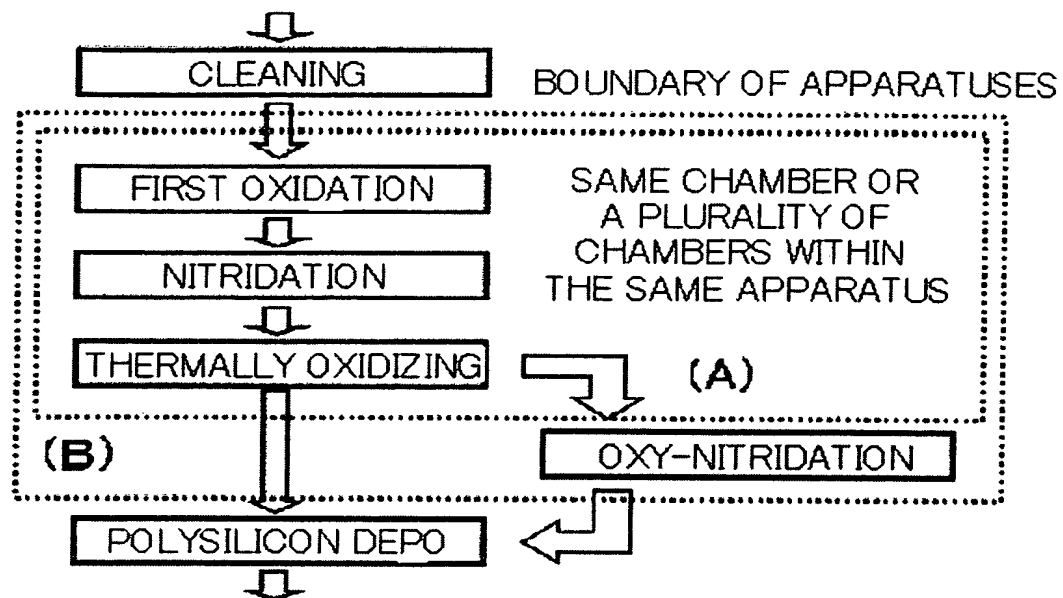 CLEANING
BOUNDARY OF APPARATUSES
FIRST OXIDATION
SAME CHAMBER OR
A PLURALITY OF
CHAMBERS WITHIN
THE SAME APPARATUS
NITRIDATION
THERMALLY OXIDIZING
(A)
(B)
OXY-NITRIDATION
POLYSILICON DEPO